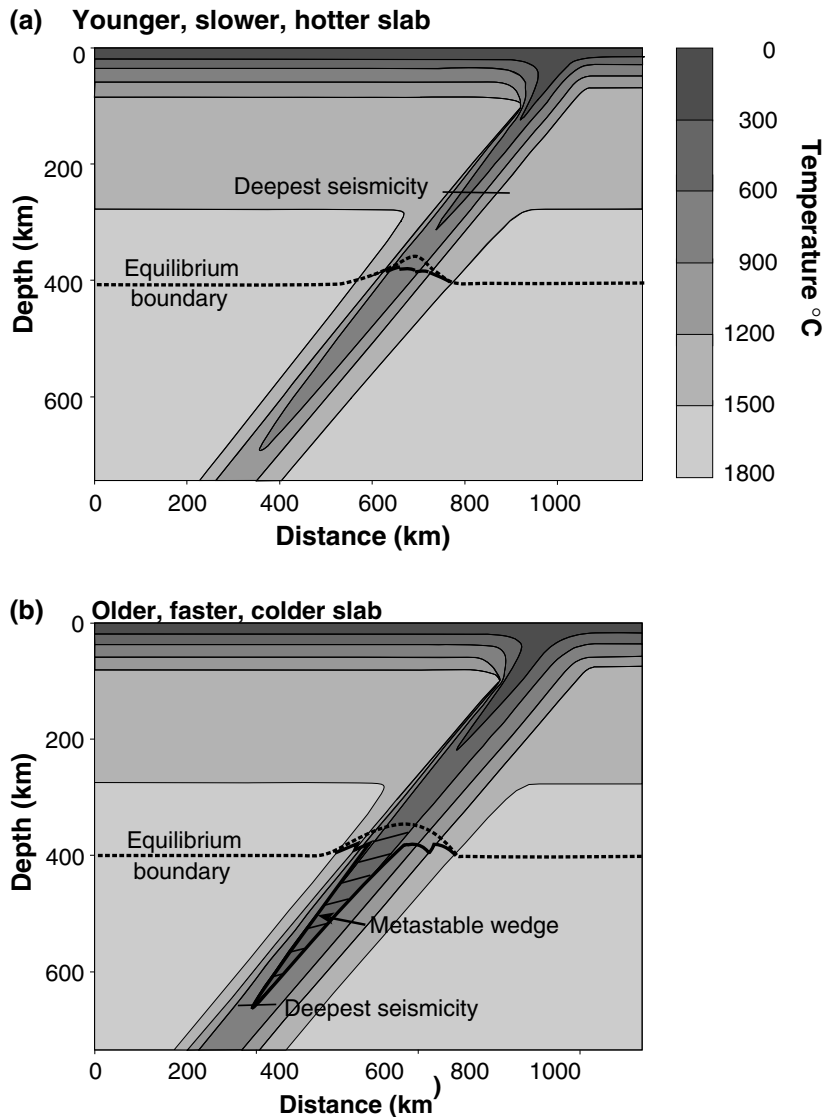 (a) Younger, slower, hotter slab
0
200
400
600
Depth (km)
Deepest seismicity
Equilibrium
boundary
0 200 400 600 800 1000
Distance (km)
0
300
600
900
1200
1500
1800
Temperature °C
(b) Older, faster, colder slab
0
200
400
600
Depth (km)
Equilibrium
boundary
Metastable wedge
Deepest seismicity
0 200 400 600 800 1000
Distance (km)